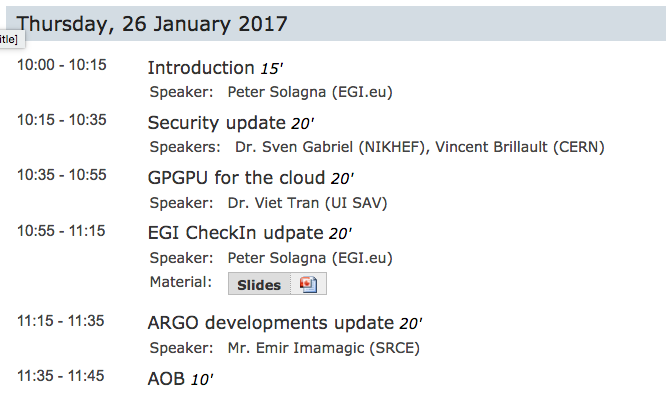 Thursday, 26 January 2017
itle]
10:00 - 10:15 Introduction 15'
Speaker: Peter Solagna (EGI.eu)
10:15 - 10:35 Security update 20'
Speakers: Dr. Sven Gabriel (NIKHEF), Vincent Brillault (CERN)
10:35 - 10:55 GPGPU for the cloud 20'
Speaker: Dr. Viet Tran (UI SAV)
10:55 - 11:15 EGI CheckIn udpate 20'
Speaker: Peter Solagna (EGI.eu)
Material: Slides
11:15 - 11:35 ARGO developments update 20'
Speaker: Mr. Emir Imamagic (SRCE)
11:35 - 11:45 AOB 10'